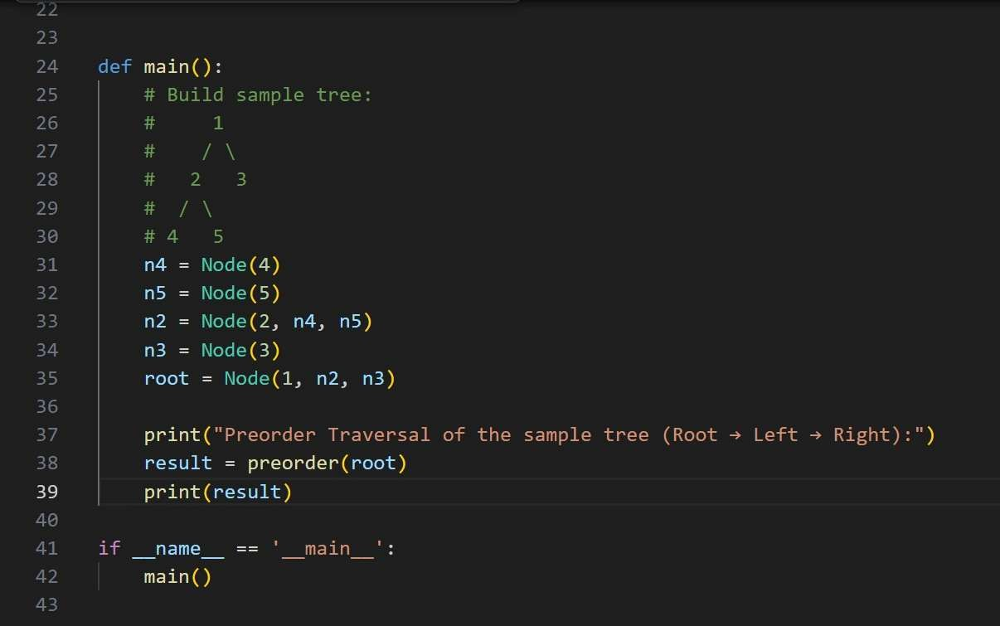 22
23
24 def main():
25     # Build sample tree:
26     #     1
27     #    / \
28     #   2   3
29     #  / \
30     # 4   5
31     n4 = Node(4)
32     n5 = Node(5)
33     n2 = Node(2, n4, n5)
34     n3 = Node(3)
35     root = Node(1, n2, n3)
36
37     print("Preorder Traversal of the sample tree (Root → Left → Right):")
38     result = preorder(root)
39     print(result)
40
41 if __name__ == '__main__':
42     main()
43